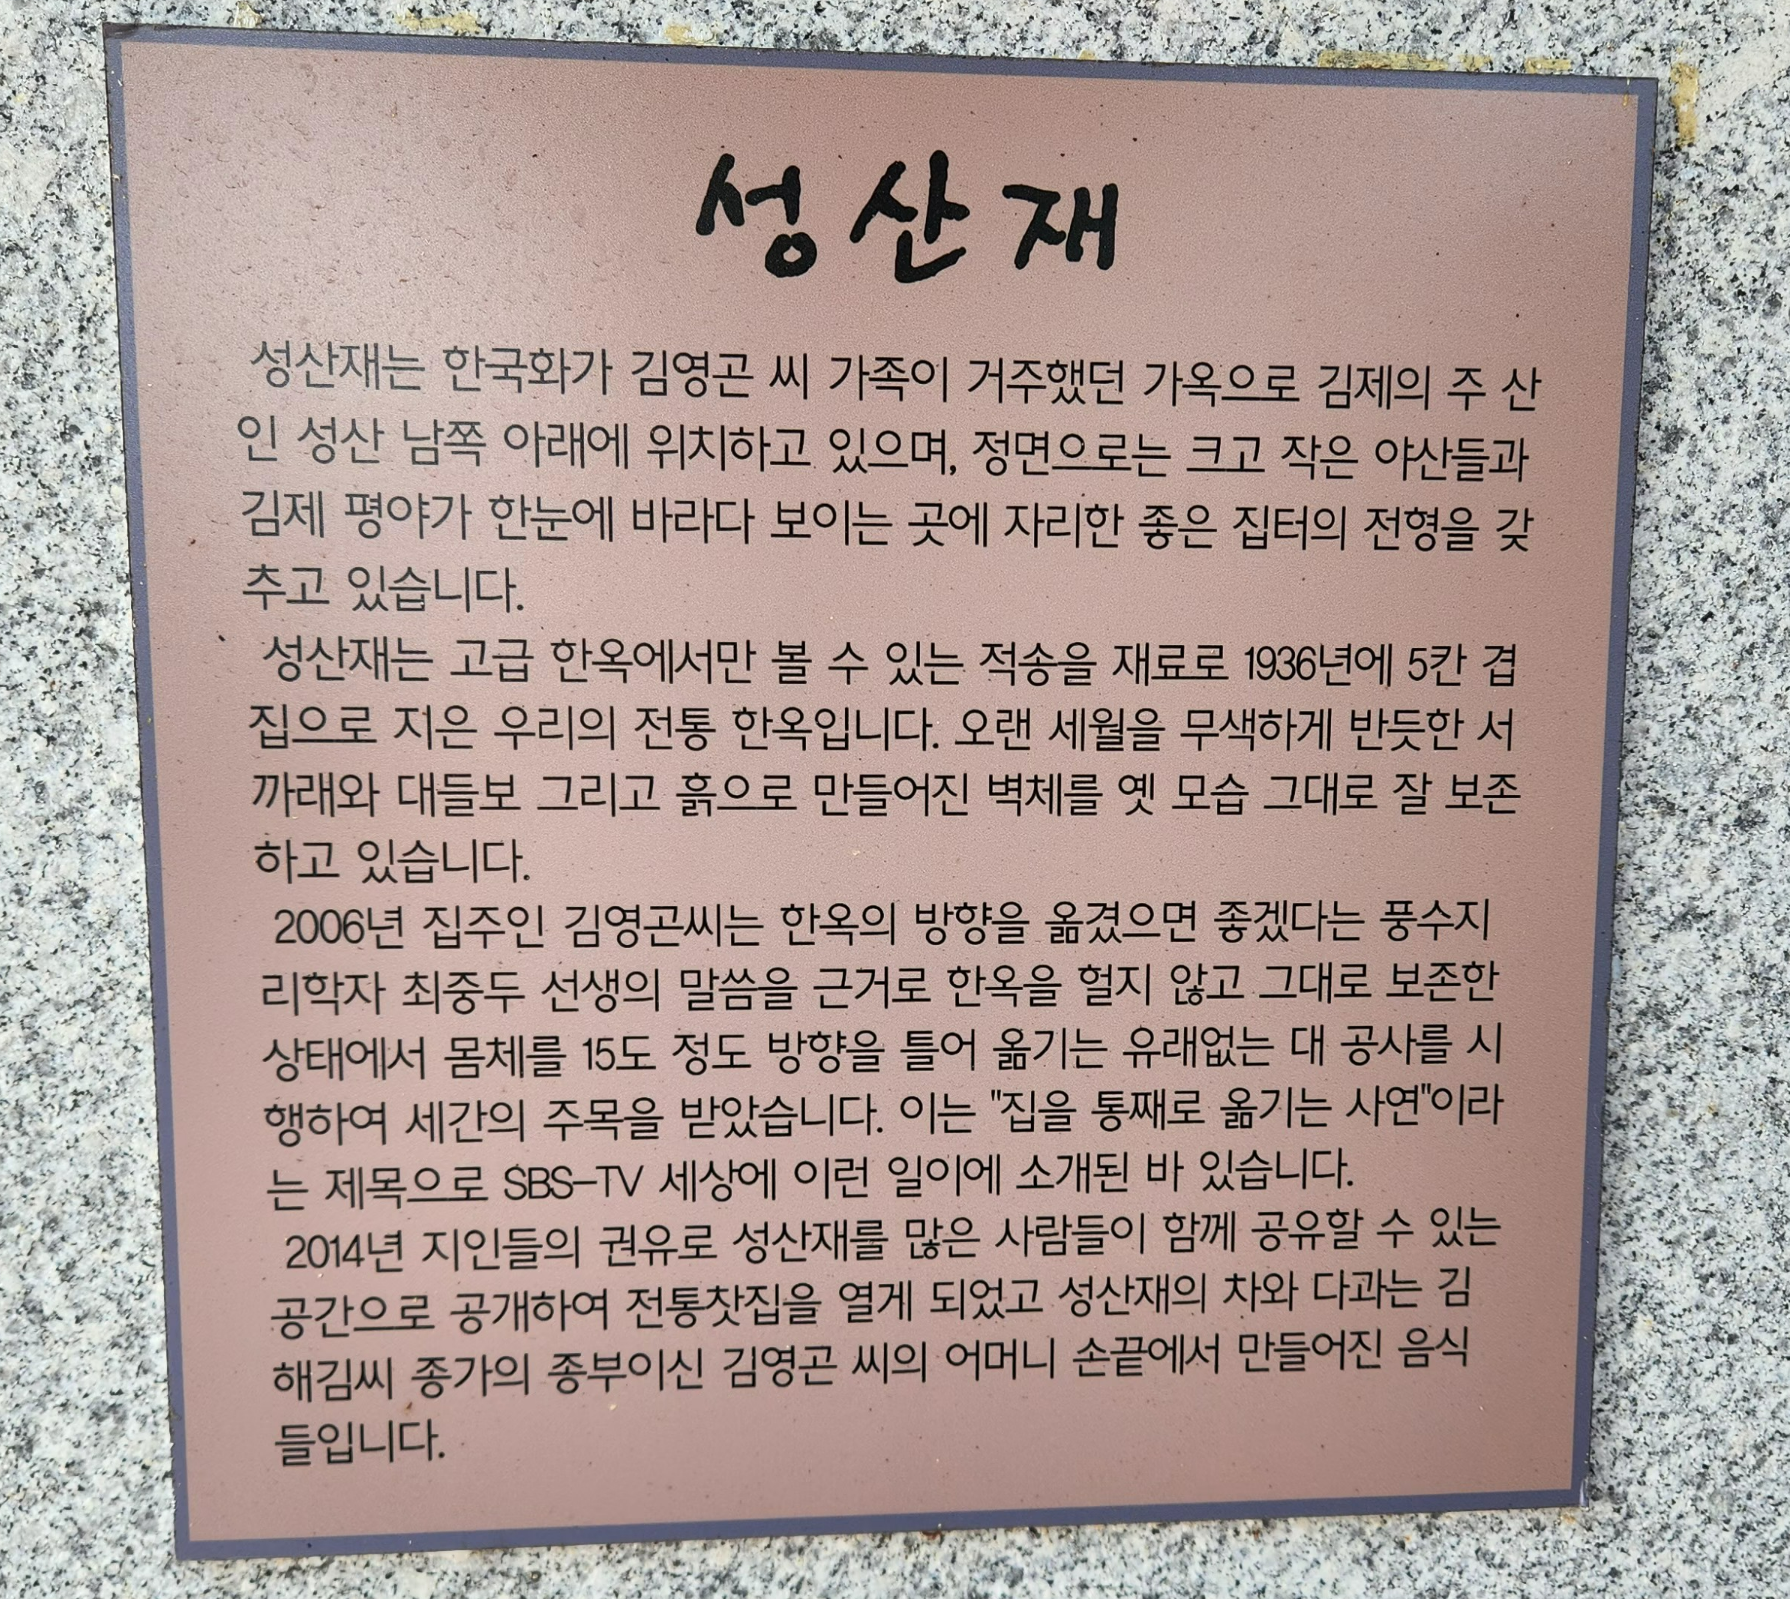 성산재
성산재는 한국화가 김영곤 씨 가족이 거주했던 가옥으로 김제의 주 산
인 성산 남쪽 아래에 위치하고 있으며, 정면으로는 크고 작은 야산들과
김제 평야가 한눈에 바라다 보이는 곳에 자리한 좋은 집터의 전형을 갖
추고 있습니다.
성산재는 고급 한옥에서만 볼 수 있는 적송을 재료로 1936년에 5칸 겹
집으로 지은 우리의 전통 한옥입니다. 오랜 세월을 무색하게 반듯한 서
까래와 대들보 그리고 흙으로 만들어진 벽체를 옛 모습 그대로 잘 보존
하고 있습니다.
2006년 집주인 김영곤씨는 한옥의 방향을 옮겼으면 좋겠다는 풍수지
리학자 최중두 선생의 말씀을 근거로 한옥을 헐지 않고 그대로 보존한
상태에서 몸체를 15도 정도 방향을 틀어 옮기는 유래없는 대 공사를 시
행하여 세간의 주목을 받았습니다. 이는 "집을 통째로 옮기는 사연"이라
는 제목으로 SBS-TV 세상에 이런 일이에 소개된 바 있습니다.
2014년 지인들의 권유로 성산재를 많은 사람들이 함께 공유할 수 있는
공간으로 공개하여 전통찻집을 열게 되었고 성산재의 차와 다과는 김
해김씨 종가의 종부이신 김영곤 씨의 어머니 손끝에서 만들어진 음식
들입니다.